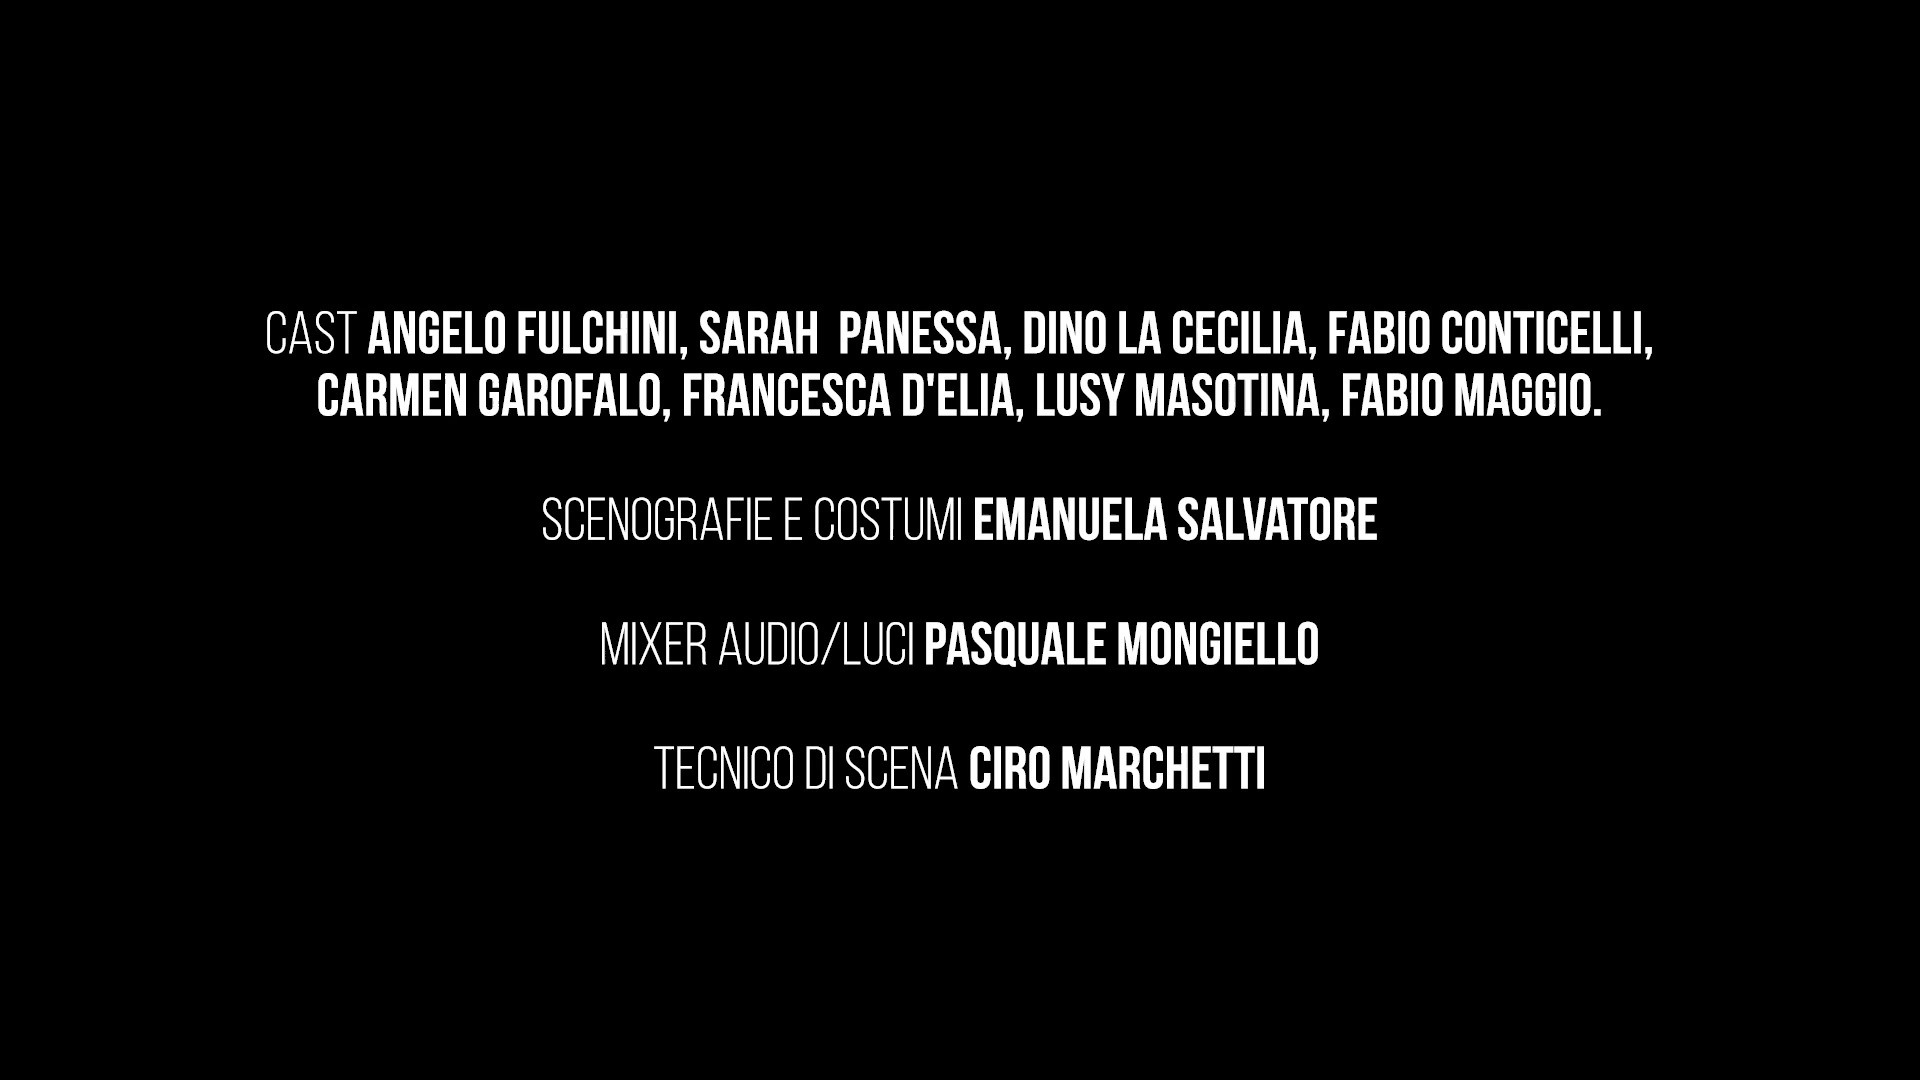 CAST ANGELO FULCHINI, SARAH  PANESSA, DINO LA CECILIA, FABIO CONTICELLI,
CARMEN GAROFALO, FRANCESCA D'ELIA, LUSY MASOTINA, FABIO MAGGIO.
SCENOGRAFIE E COSTUMI EMANUELA SALVATORE
MIXER AUDIO/LUCI PASQUALE MONGIELLO
TECNICO DI SCENA CIRO MARCHETTI